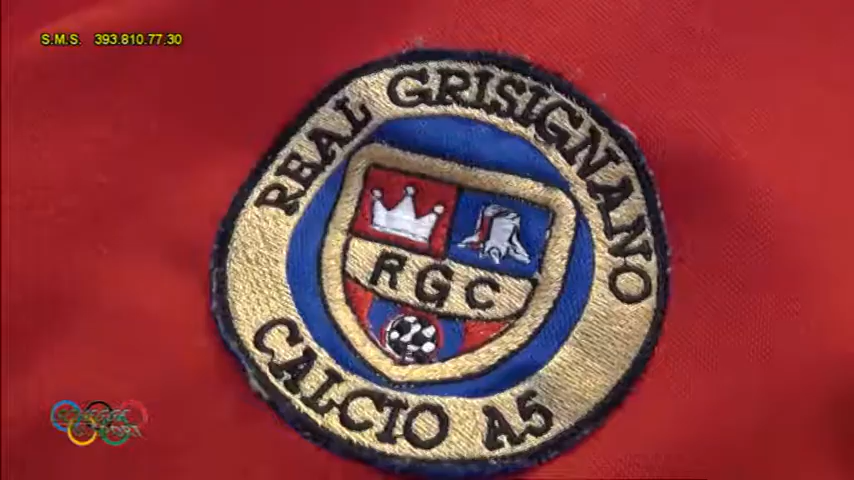 S.M.S. 393.810.77.30
REAL GRISIGNANO
RGC
CALCIO A5